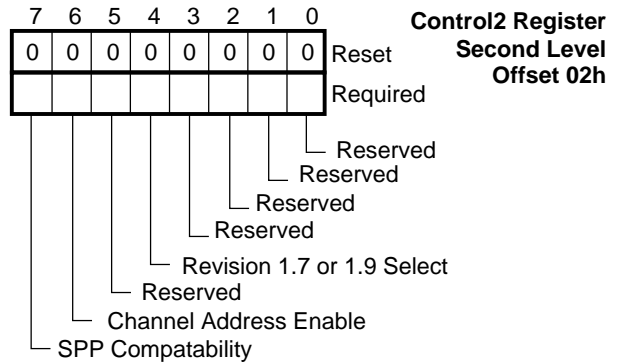 7 6 5 4 3 2 1 0
Control2 Register
Second Level
Offset 02h
0 0 0 0 0 0 0 0 Reset
Required
Reserved
Reserved
Reserved
Reserved
Revision 1.7 or 1.9 Select
Reserved
Channel Address Enable
SPP Compatability